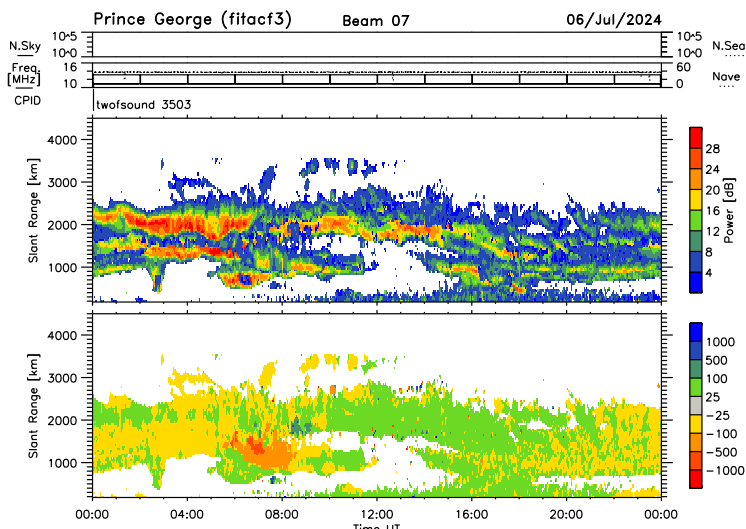 Prince George (fitacf3) Beam 07 06/Jul/2024
10^5 10^5
N.Sky N.Sea
10^0 10^0
Freq. 16 60
[MHz] Nave
10 0
CPID twofsound 3503
4000
3000
2000
1000
Slant Range [km]
28
24
20
16
12
8
4
Power [dB]
4000
3000
2000
1000
Slant Range [km]
1000
500
100
25
-25
-100
-500
-1000
00:00 04:00 08:00 12:00 16:00 20:00 00:00
Time UT